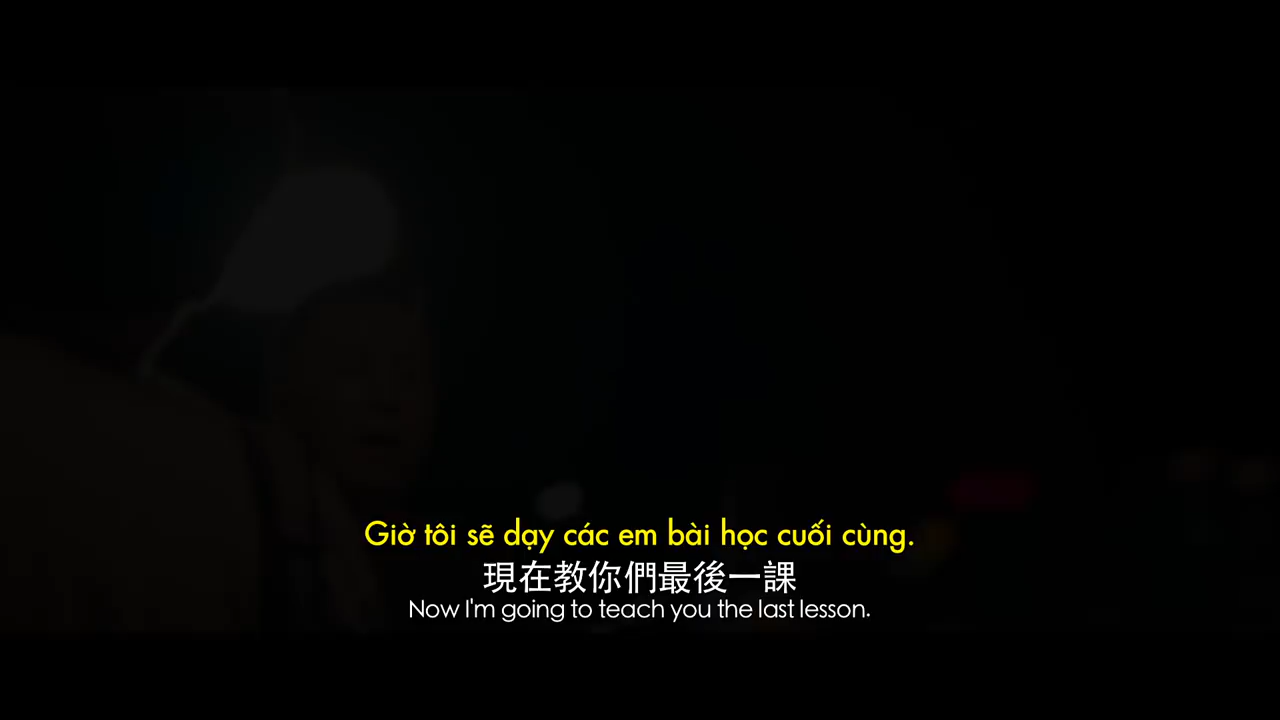 Giờ tôi sẽ dạy các em bài học cuối cùng.
現在教你們最後一課
Now I'm going to teach you the last lesson.